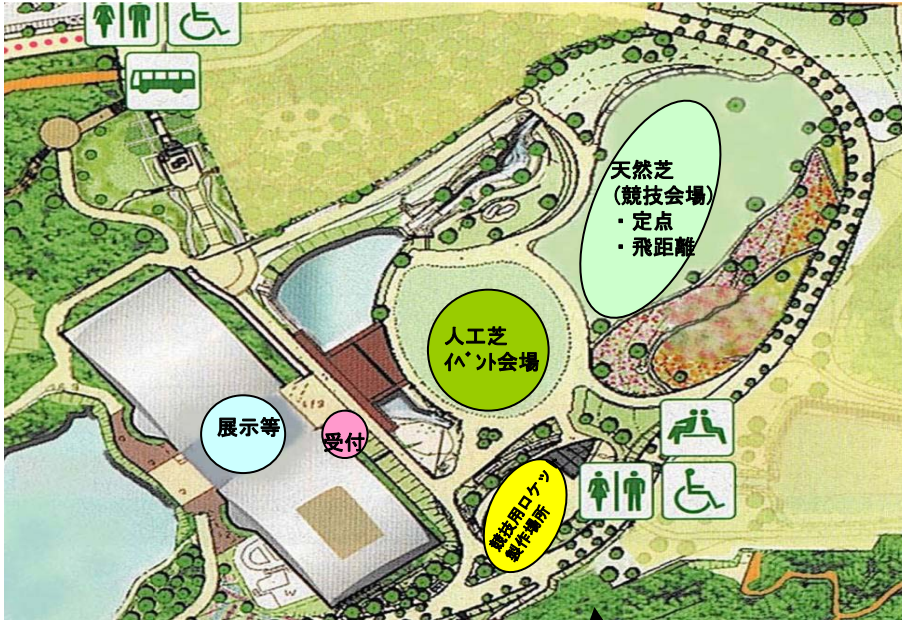 天然芝
(競技会場)
・定点
・飛距離
人工芝
イベント会場
展示等
受付
競技用ロケッ
製作場所